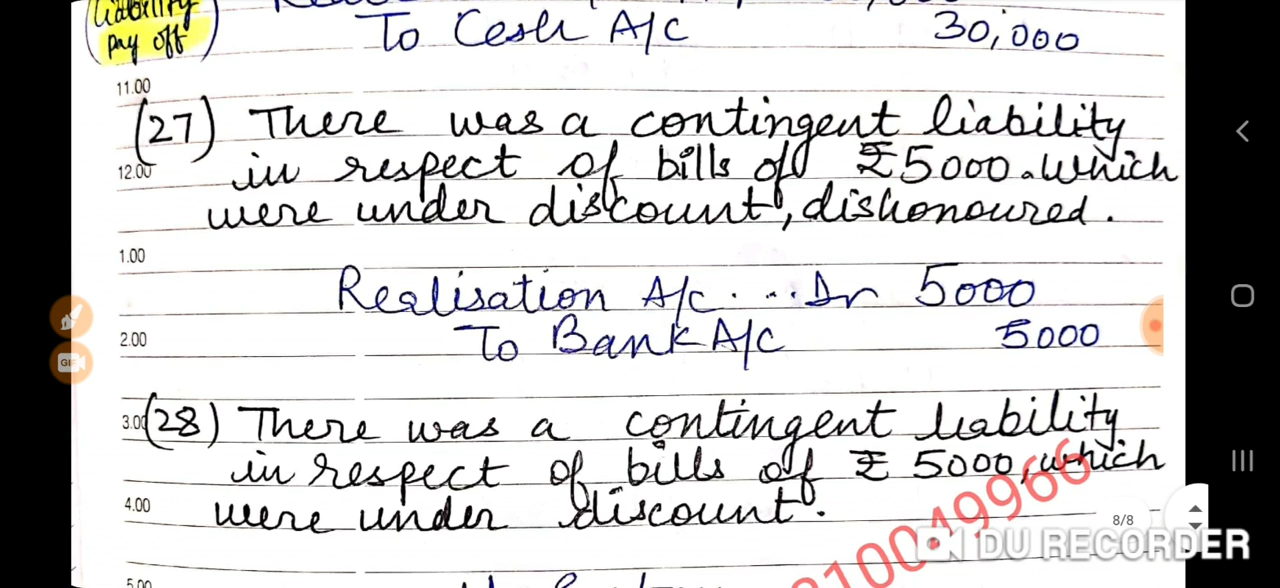 liability
pay off
To Cash A/c 30,000
11.00
(27) There was a contingent liability
12.00 in respect of bills of ₹5000. which
were under discount, dishonoured.
1.00
Realisation A/c. ...Dr 5000
2.00 To Bank A/c 5000
3.00 (28) There was a contingent liability
in respect of bills of ₹ 5000, which
4.00 were under discount.
8/8
DU RECORDER
GIF
5.00